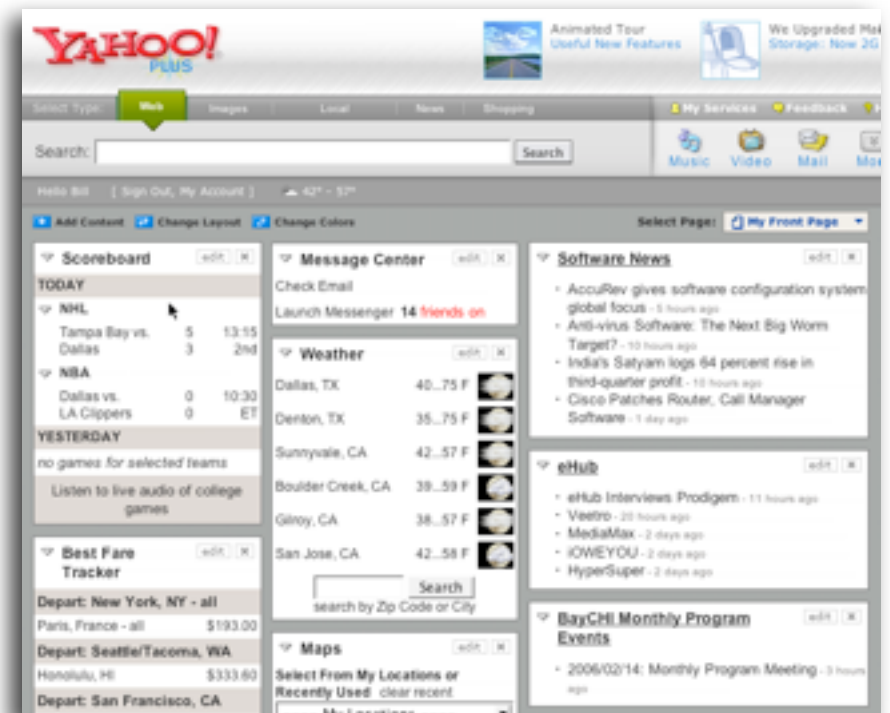 YAHOO!
PLUS
Animated Tour
Useful New Features
We Upgraded
Storage: Now 2G
Select Type:
Web
Images
Local
News
Shopping
My Services
Feedback
Search:
Search
Music
Video
Mail
Hello Bill
[ Sign Out, My Account ]
42° - 57°
Add Content
Change Layout
Change Colors
Select Page:
My Front Page
Scoreboard
edit
TODAY
NHL
Tampa Bay vs. 5 13:15
Dallas 3 2nd
NBA
Dallas vs. 0 10:30
LA Clippers 0 ET
YESTERDAY
no games for selected teams
Listen to live audio of college
games
Best Fare
Tracker
edit
Depart: New York, NY - all
Paris, France - all $193.00
Depart: Seattle/Tacoma, WA
Honolulu, HI $333.60
Depart: San Francisco, CA
Message Center
edit
Check Email
Launch Messenger 14 friends on
Weather
edit
Dallas, TX 40...75 F
Denton, TX 35...75 F
Sunnyvale, CA 42...57 F
Boulder Creek, CA 39...59 F
Gilroy, CA 38...57 F
San Jose, CA 42...58 F
Search
search by Zip Code or City
Maps
edit
Select From My Locations or
Recently Used clear recent
My Locations
Software News
edit
AccuRev gives software configuration system
global focus - 5 hours ago
Anti-virus Software: The Next Big Worm
Target? - 10 hours ago
India's Satyam logs 64 percent rise in
third-quarter profit - 10 hours ago
Cisco Patches Router, Call Manager
Software - 1 day ago
eHub
edit
eHub Interviews Prodigem - 11 hours ago
Veetro - 20 hours ago
MediaMax - 2 days ago
iOWEYOU - 2 days ago
HyperSuper - 2 days ago
BayCHI Monthly Program
Events
edit
2006/02/14: Monthly Program Meeting - 3 hours
ago